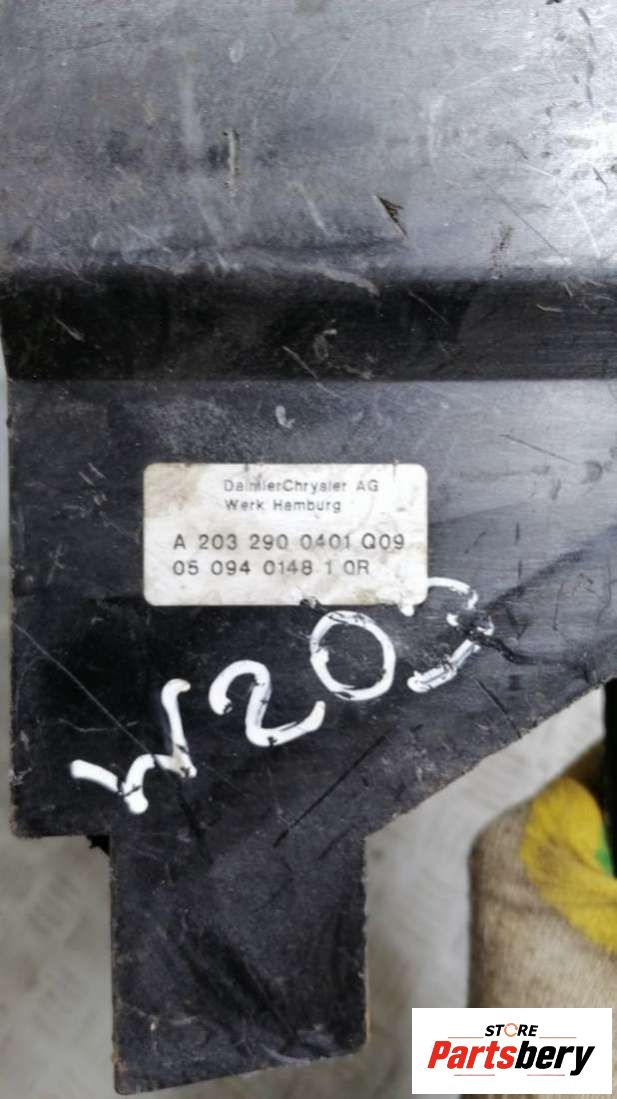 DaimlerChrysler AG
Werk Hamburg
A 203 290 0401 Q09
05 094 0148 1 0R
W203
STORE
Partsbery